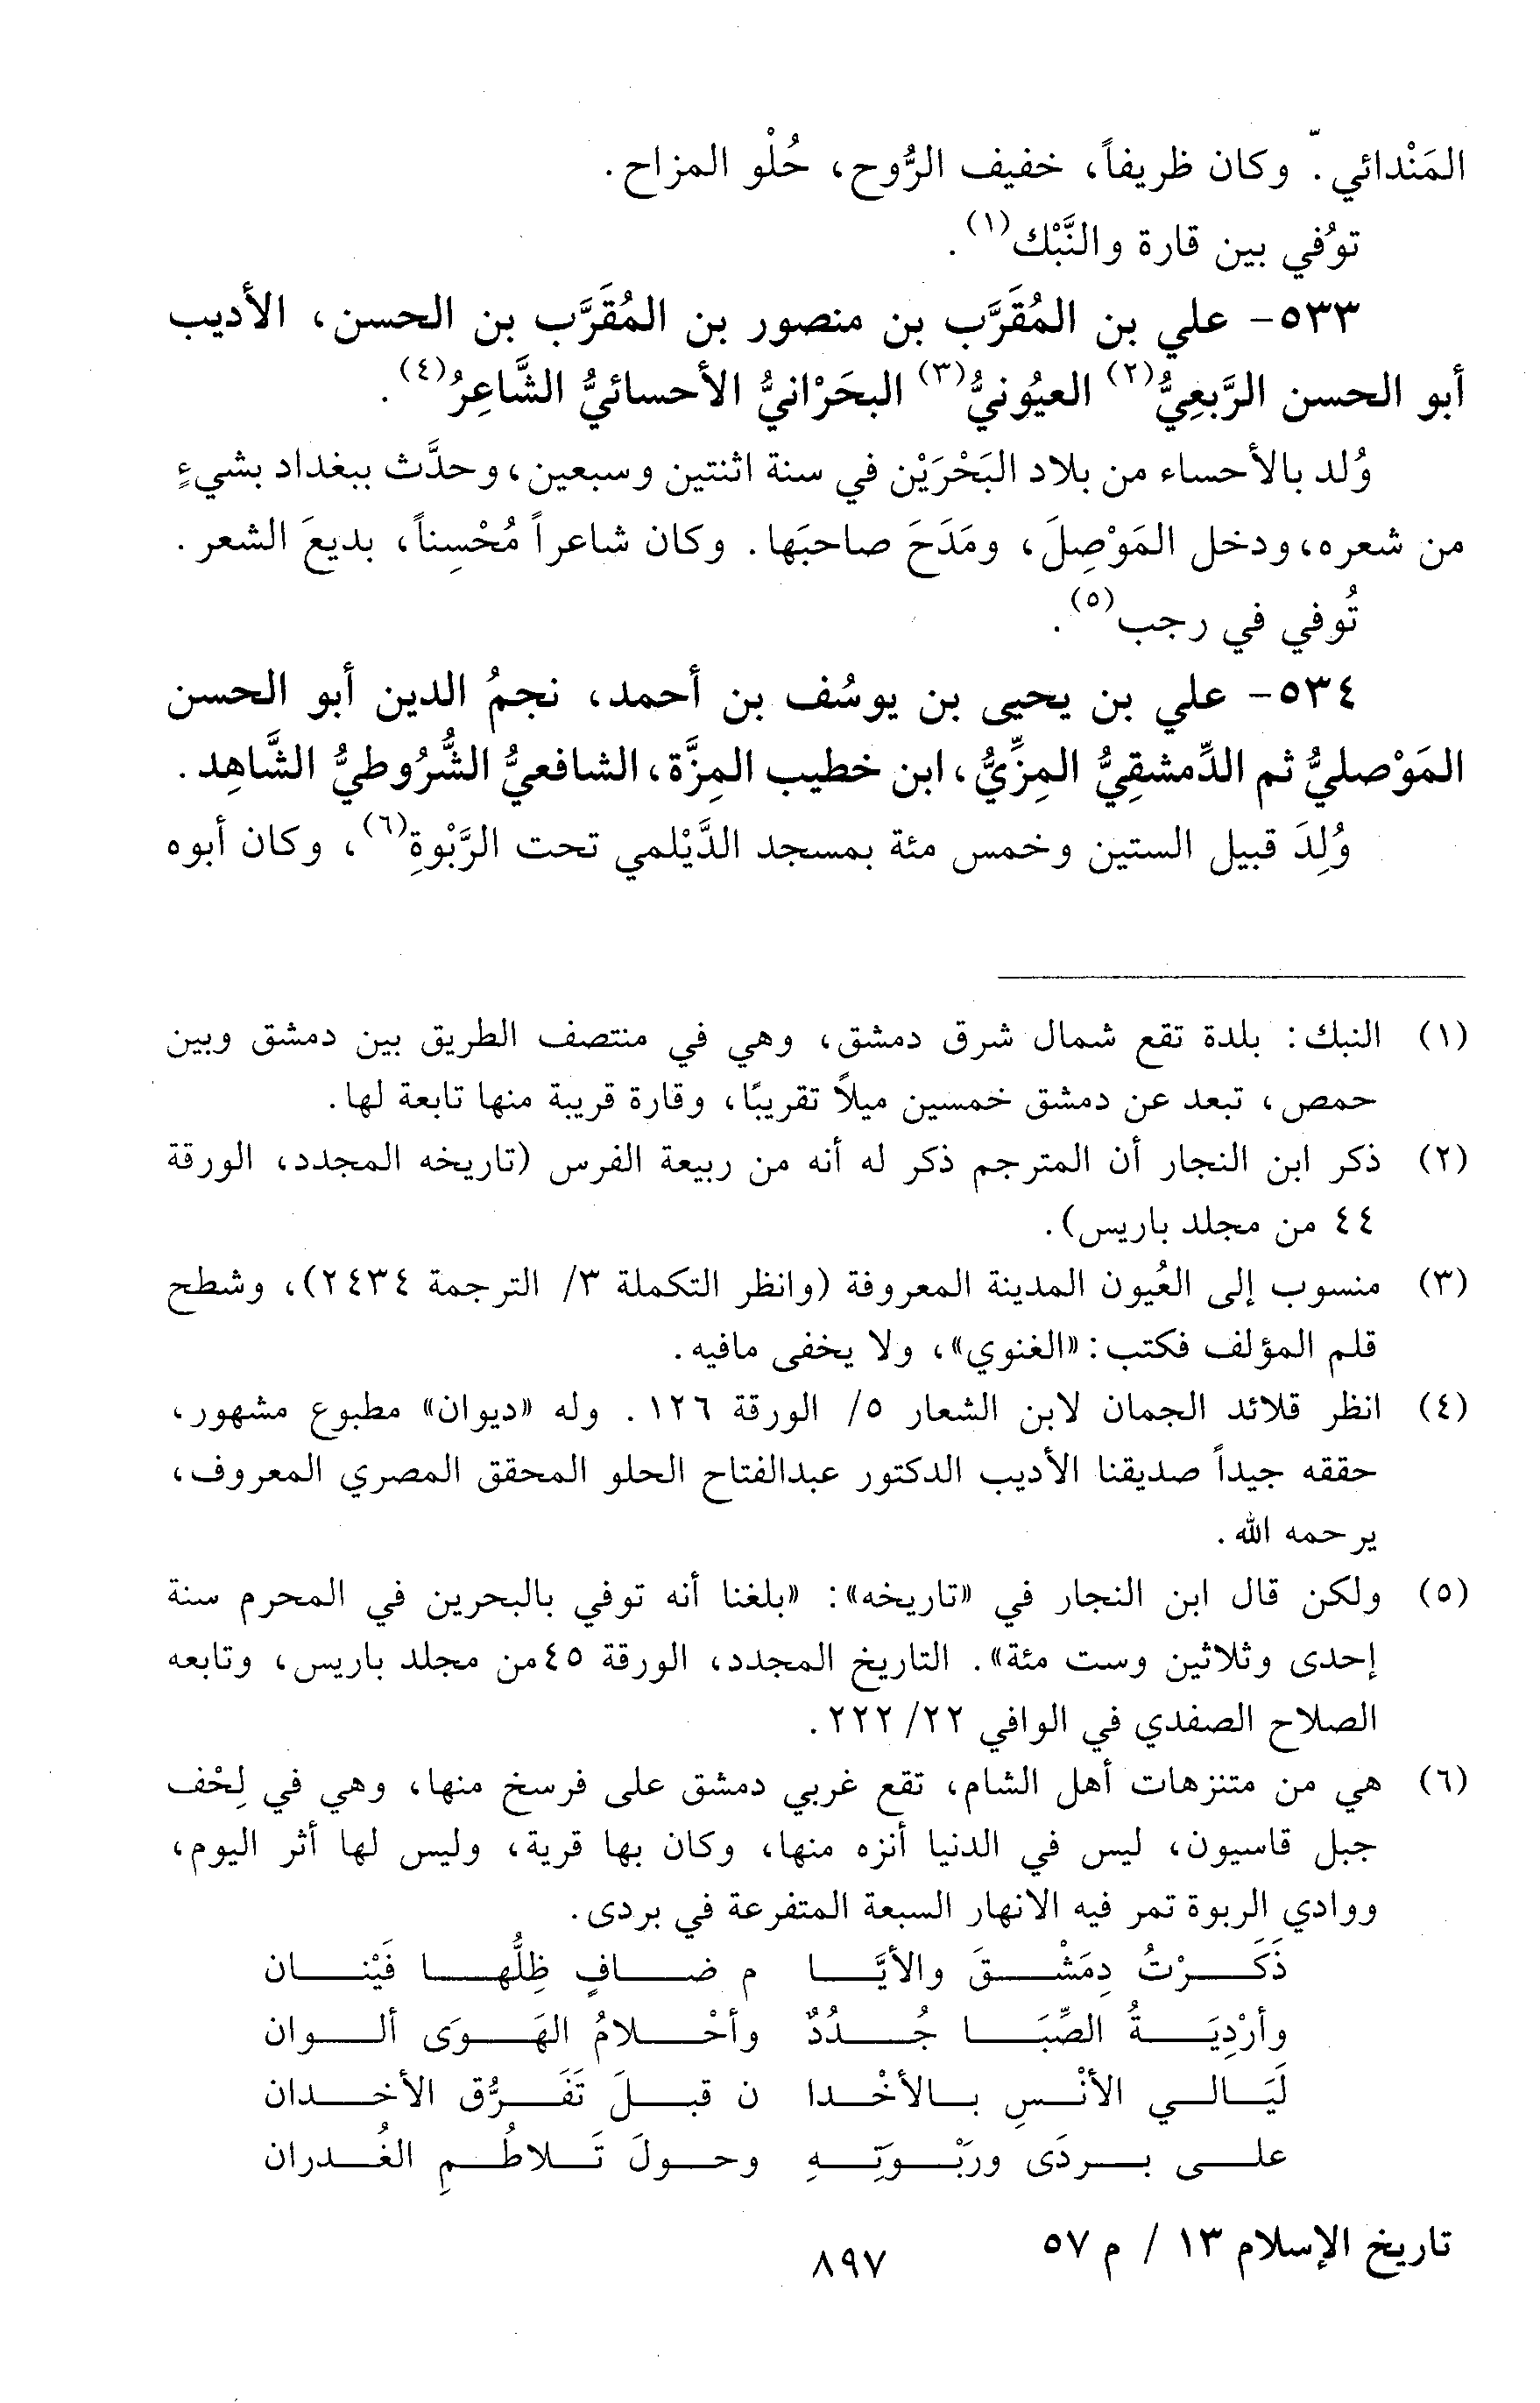 المَنْدائي. وكان ظريفاً، خفيف الرُّوح، حُلْو المزاح.
توُفي بين قارة والنَّبْك(١).
٥٣٣- علي بن المُقَرَّب بن منصور بن المُقَرَّب بن الحسن، الأديب
أبو الحسن الرَّبعِيُّ(٢) العيُونيُّ(٣) البحَرْانيُّ الأحسائيُّ الشَّاعِرُ(٤).
وُلد بالأحساء من بلاد البَحْرَيْن في سنة اثنتين وسبعين، وحدَّث ببغداد بشيءٍ
من شعره، ودخل المَوْصِلَ، ومَدَحَ صاحبَها. وكان شاعراً مُحْسِناً، بديعَ الشعر.
تُوفي في رجب(٥).
٥٣٤- علي بن يحيى بن يوسُف بن أحمد، نجمُ الدين أبو الحسن
المَوْصليُّ ثم الدِّمشقِيُّ المِزِّيُّ، ابن خطيب المِزَّة، الشافعيُّ الشُّرُوطيُّ الشَّاهِد.
وُلِدَ قبيل الستين وخمس مئة بمسجد الدَّيْلمي تحت الرَّبْوةِ(٦)، وكان أبوه
(١) النبك: بلدة تقع شمال شرق دمشق، وهي في منتصف الطريق بين دمشق وبين
حمص، تبعد عن دمشق خمسين ميلاً تقريبًا، وقارة قريبة منها تابعة لها.
(٢) ذكر ابن النجار أن المترجم ذكر له أنه من ربيعة الفرس (تاريخه المجدد، الورقة
٤٤ من مجلد باريس).
(٣) منسوب إلى العُيون المدينة المعروفة (وانظر التكملة ٣/ الترجمة ٢٤٣٤)، وشطح
قلم المؤلف فكتب: «الغنوي»، ولا يخفى مافيه.
(٤) انظر قلائد الجمان لابن الشعار ٥/ الورقة ١٢٦. وله «ديوان» مطبوع مشهور،
حققه جيداً صديقنا الأديب الدكتور عبدالفتاح الحلو المحقق المصري المعروف،
يرحمه الله.
(٥) ولكن قال ابن النجار في «تاريخه»: «بلغنا أنه توفي بالبحرين في المحرم سنة
إحدى وثلاثين وست مئة». التاريخ المجدد، الورقة ٤٥من مجلد باريس، وتابعه
الصلاح الصفدي في الوافي ٢٢/ ٢٢٢.
(٦) هي من متنزهات أهل الشام، تقع غربي دمشق على فرسخ منها، وهي في لِحْف
جبل قاسيون، ليس في الدنيا أنزه منها، وكان بها قرية، وليس لها أثر اليوم،
ووادي الربوة تمر فيه الانهار السبعة المتفرعة في بردى.
ذَكَـرْتُ دِمَشْـقَ والأيَّـا م ضـافٍ ظِلُّهـا فَيْنـان
وأرْدِيَـةُ الصِّبَـا جُـدُدٌ وأحْـلامُ الهَـوَى ألـوان
لَيَـالـي الأنْـسِ بـالأخْـدا ن قبـلَ تَفَـرُّق الأخـدان
علـى بـردَى ورَبْـوَتِـهِ وحـولَ تَـلاطُـمِ الغُـدران
تاريخ الإسلام ١٣ / م ٥٧
٨٩٧